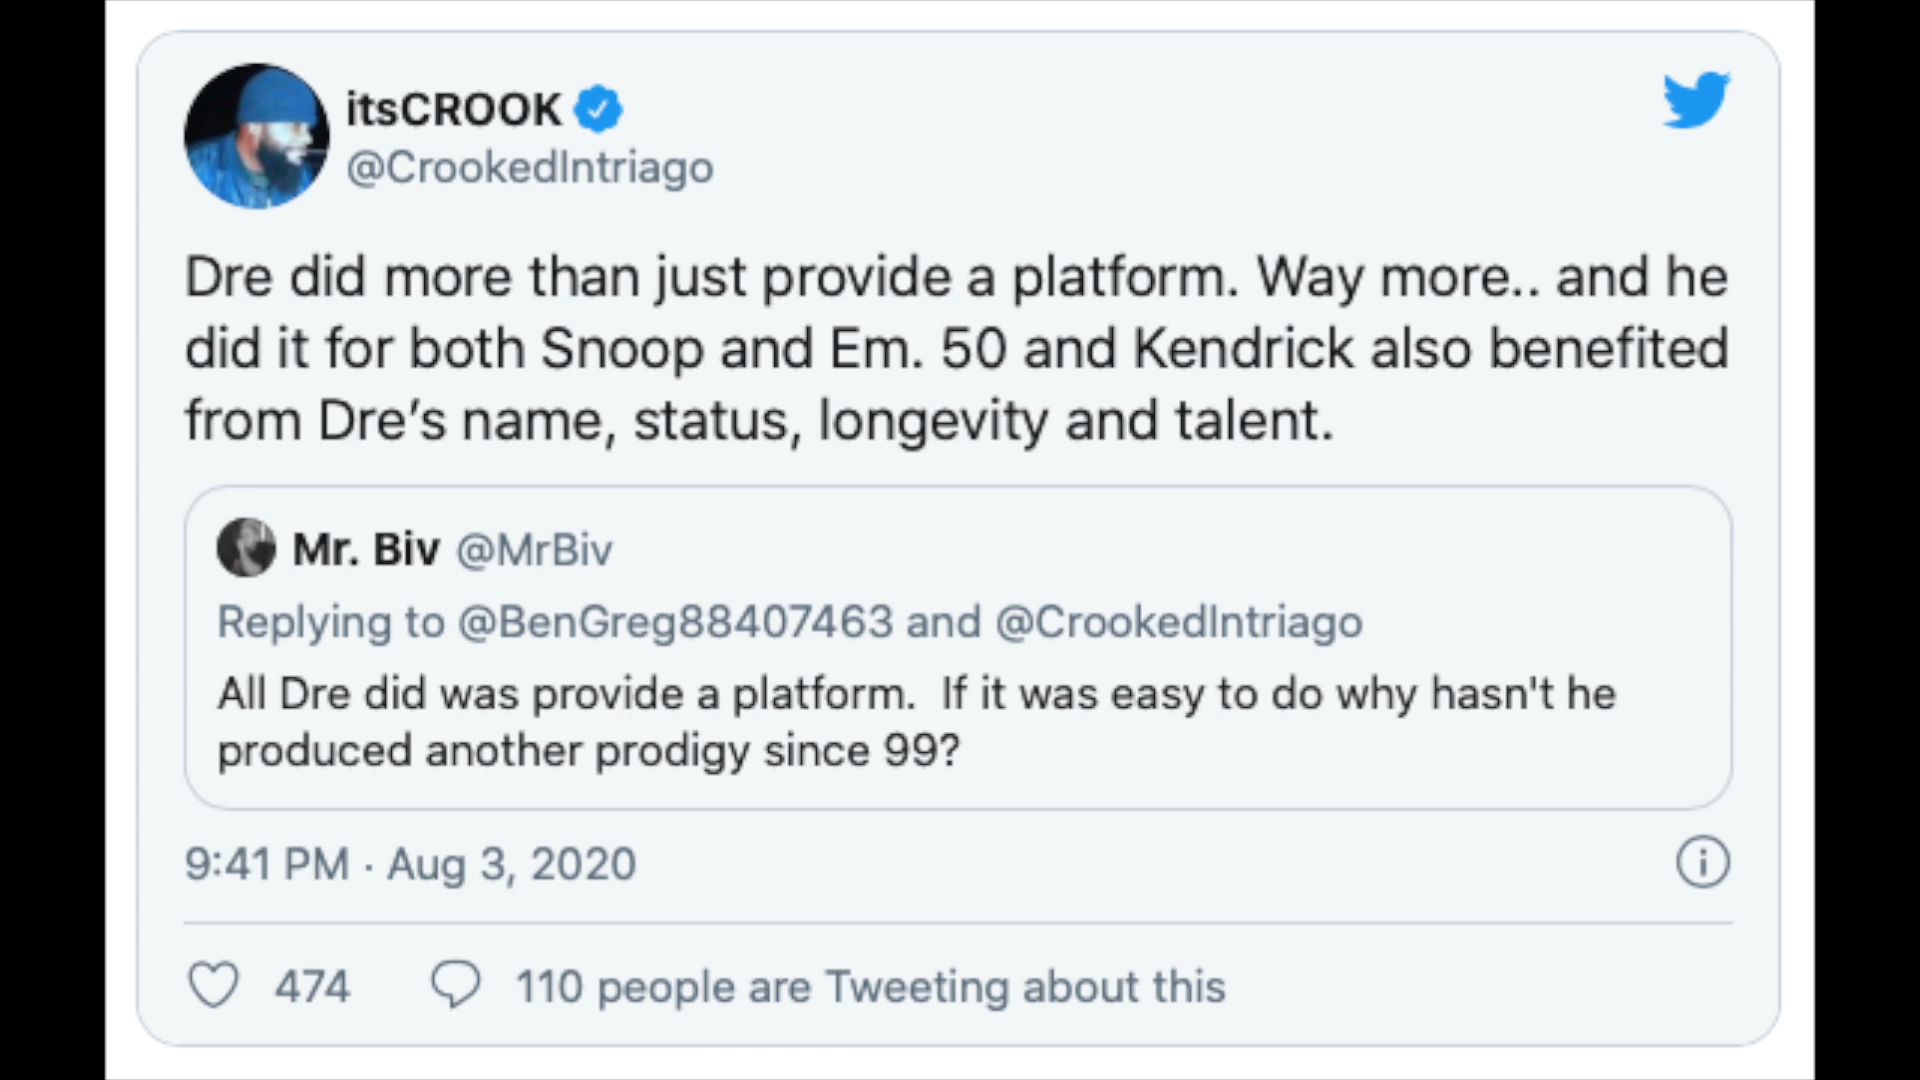 itsCROOK
@CrookedIntriago
Dre did more than just provide a platform. Way more.. and he
did it for both Snoop and Em. 50 and Kendrick also benefited
from Dre’s name, status, longevity and talent.
Mr. Biv @MrBiv
Replying to @BenGreg88407463 and @CrookedIntriago
All Dre did was provide a platform.  If it was easy to do why hasn't he
produced another prodigy since 99?
9:41 PM · Aug 3, 2020
474 110 people are Tweeting about this